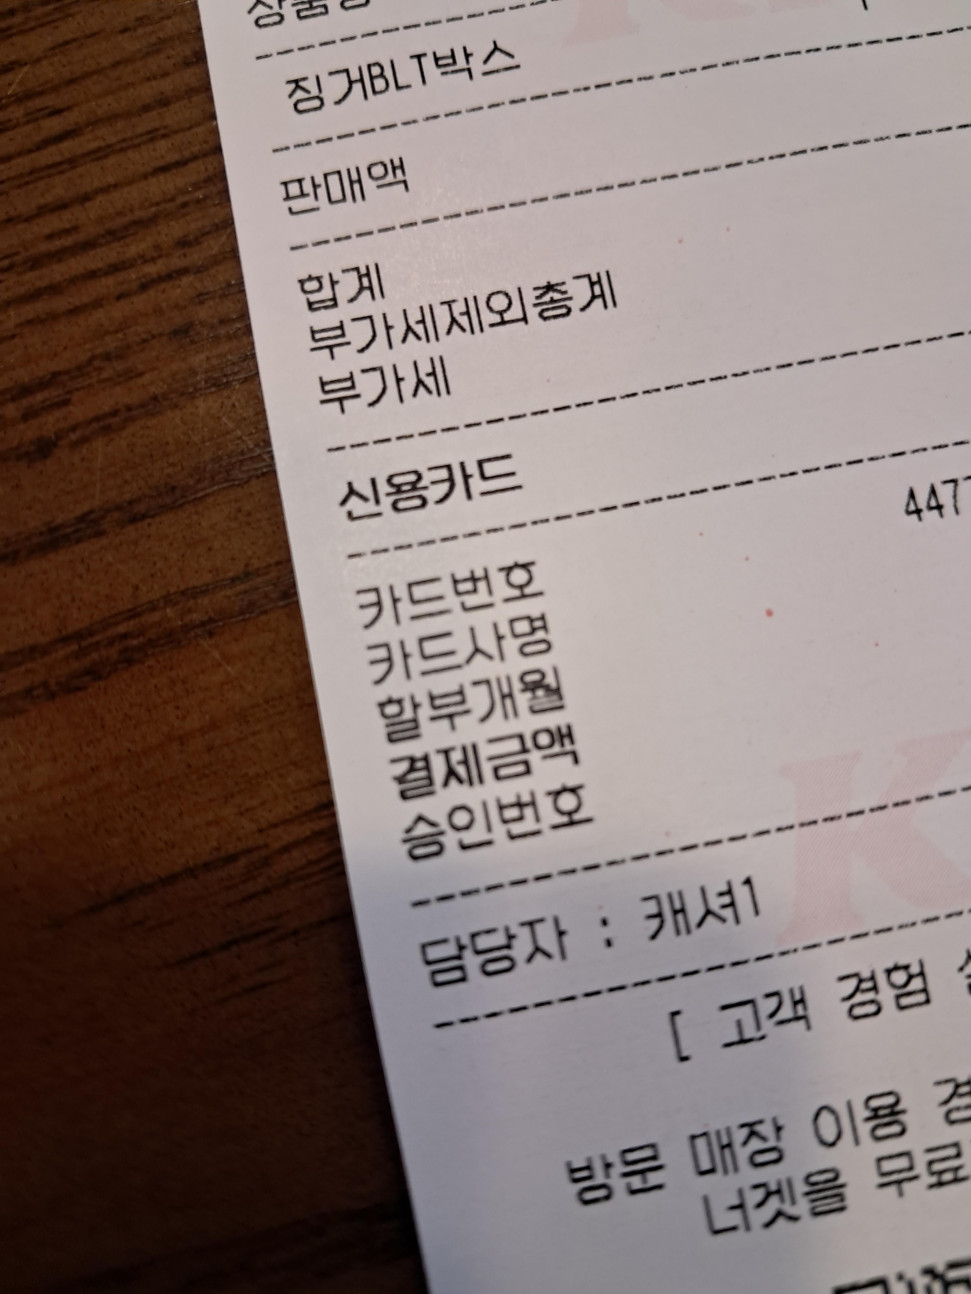 상품명
징거BLT박스
판매액
합계
부가세제외총계
부가세
신용카드
카드번호 447
카드사명
할부개월
결제금액
승인번호
담당자 : 캐셔1
[ 고객 경험
방문 매장 이용
너겟을 무료